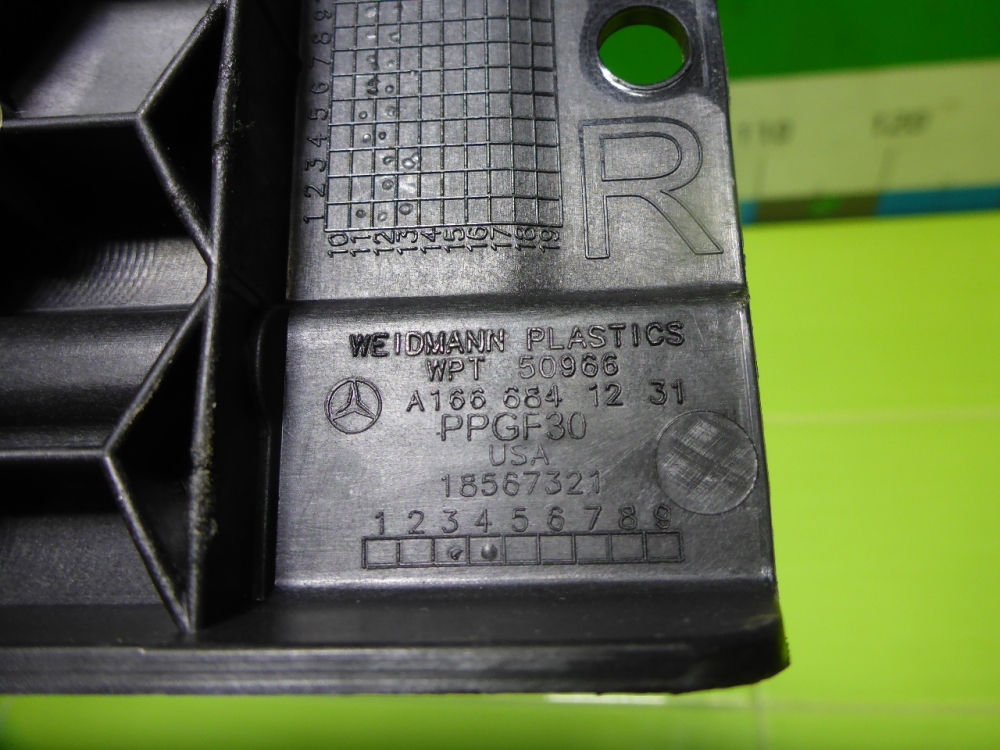 1 2 3 4 5 6 7 8 9
10 11 12 13 14 15 16 17 18 19
R
110 120
WEIDMANN PLASTICS
WPT 50966
A166 684 12 31
PPGF30
USA
18567321
1 2 3 4 5 6 7 8 9